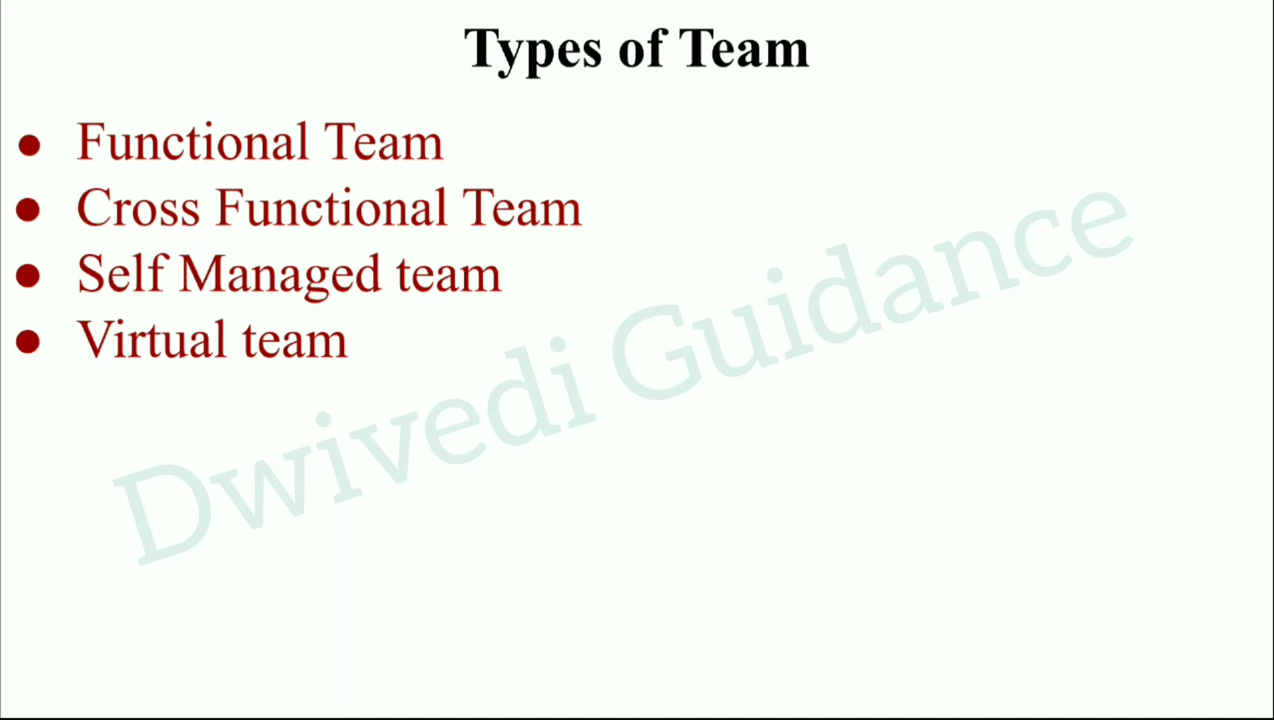 Types of Team
● Functional Team
● Cross Functional Team
● Self Managed team
● Virtual team
Dwivedi Guidance